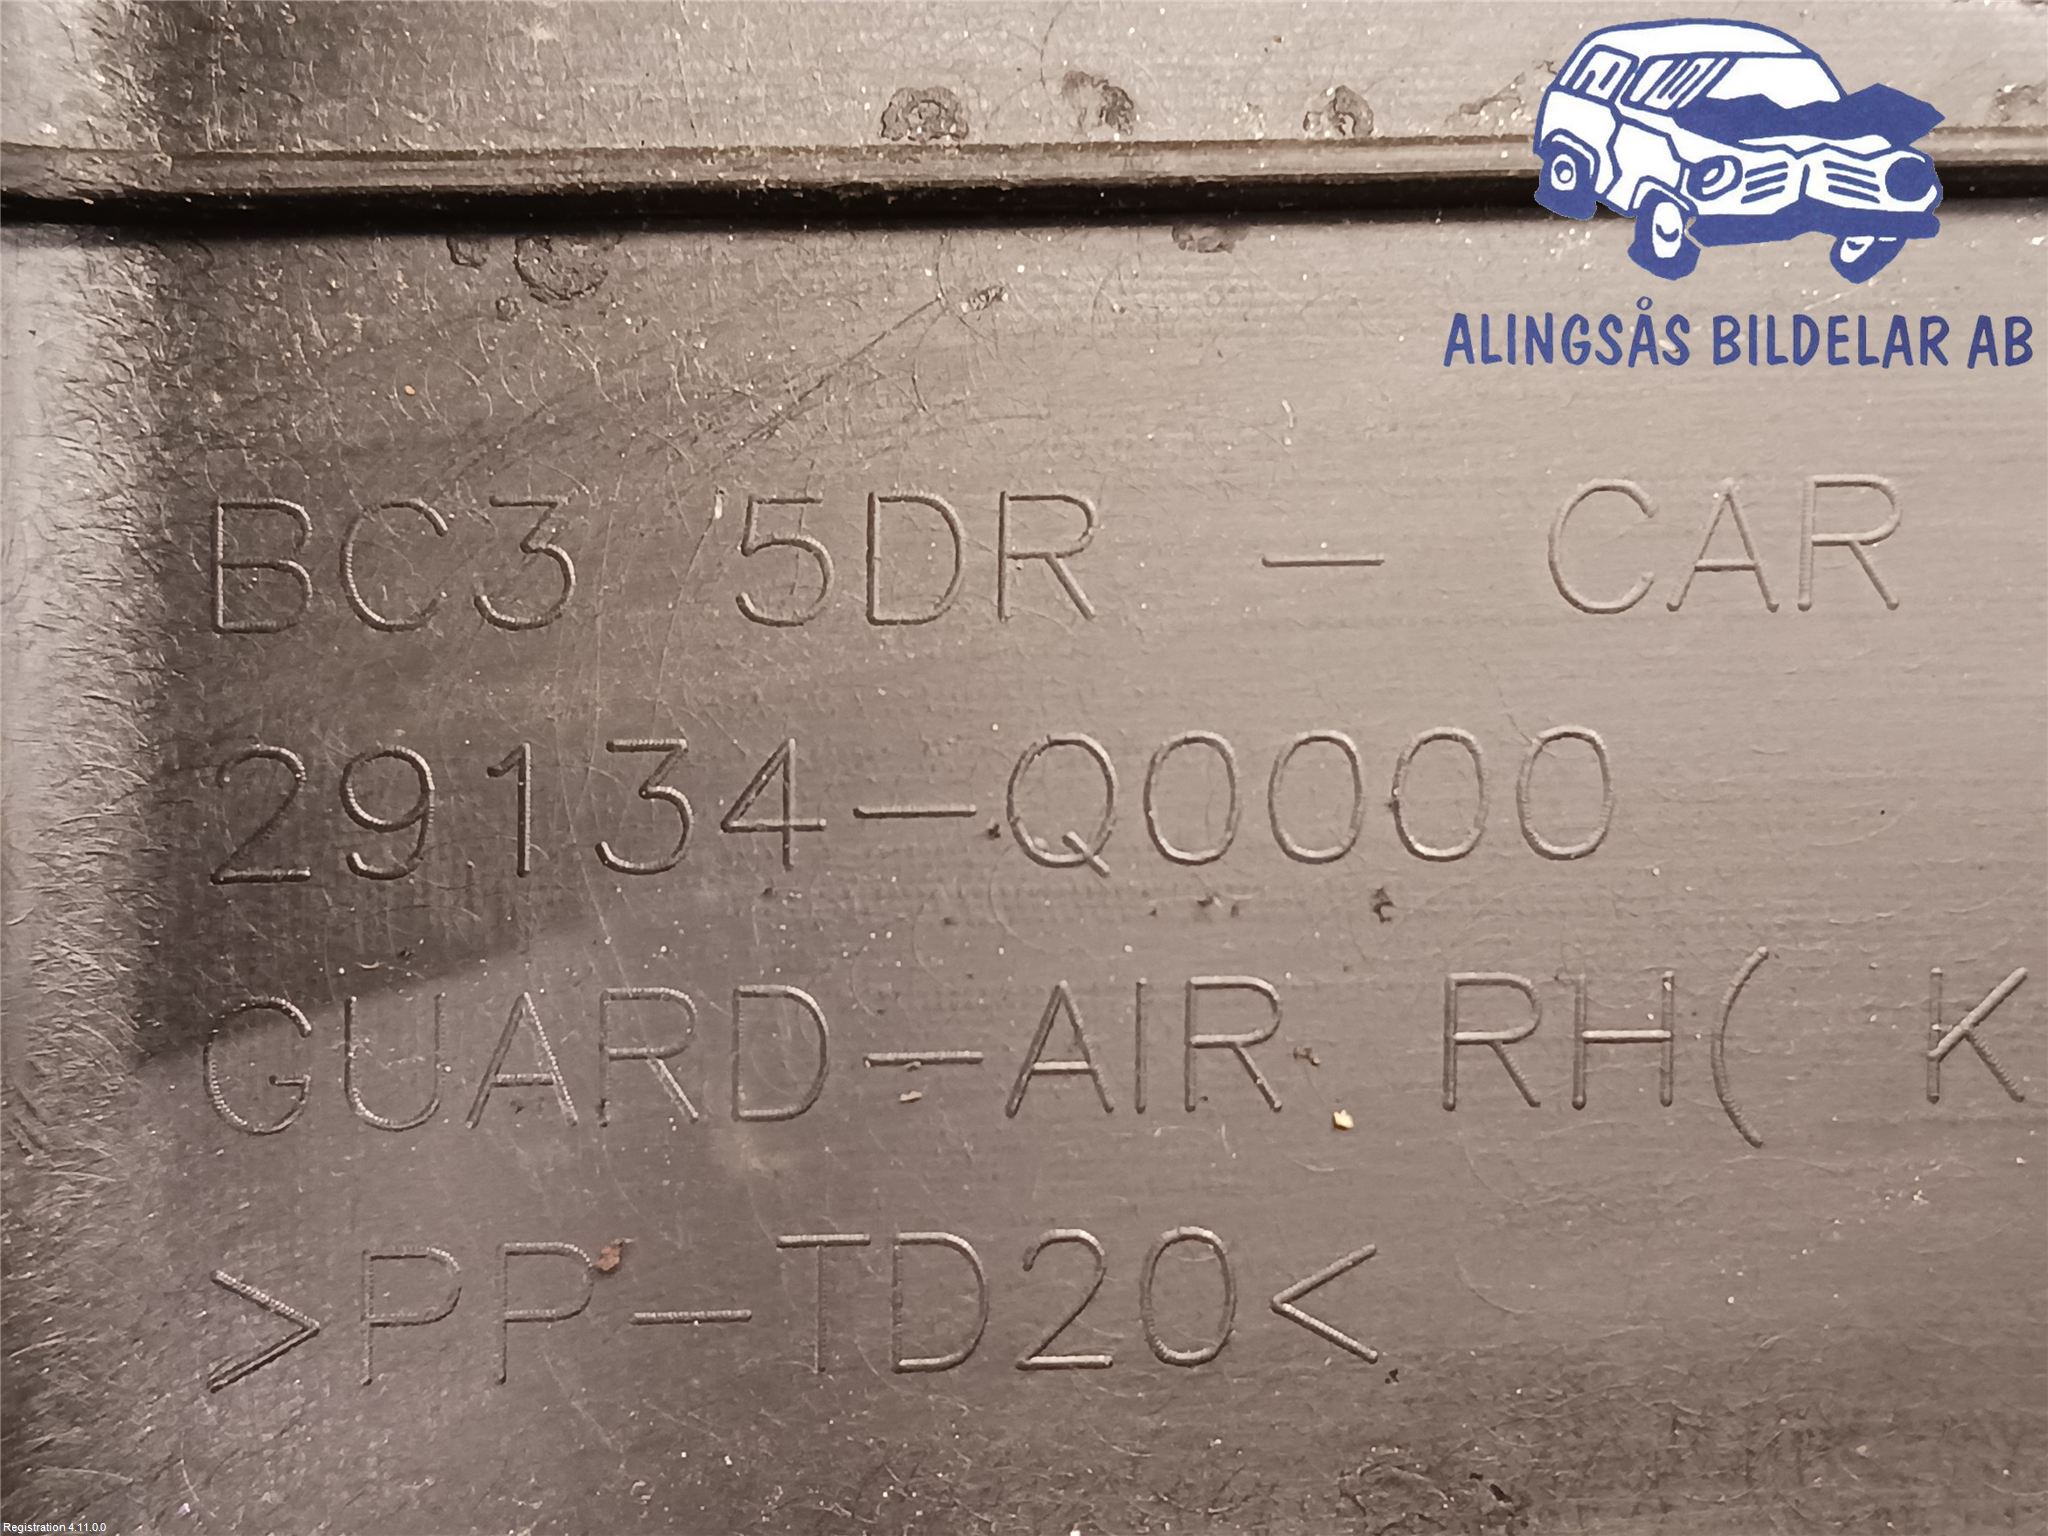 ALINGSÅS BILDELAR AB
BC3 5DR - CAR
29134-Q0000
GUARD-AIR RH( K
>PP-TD20<
Registration 4.11.0.0